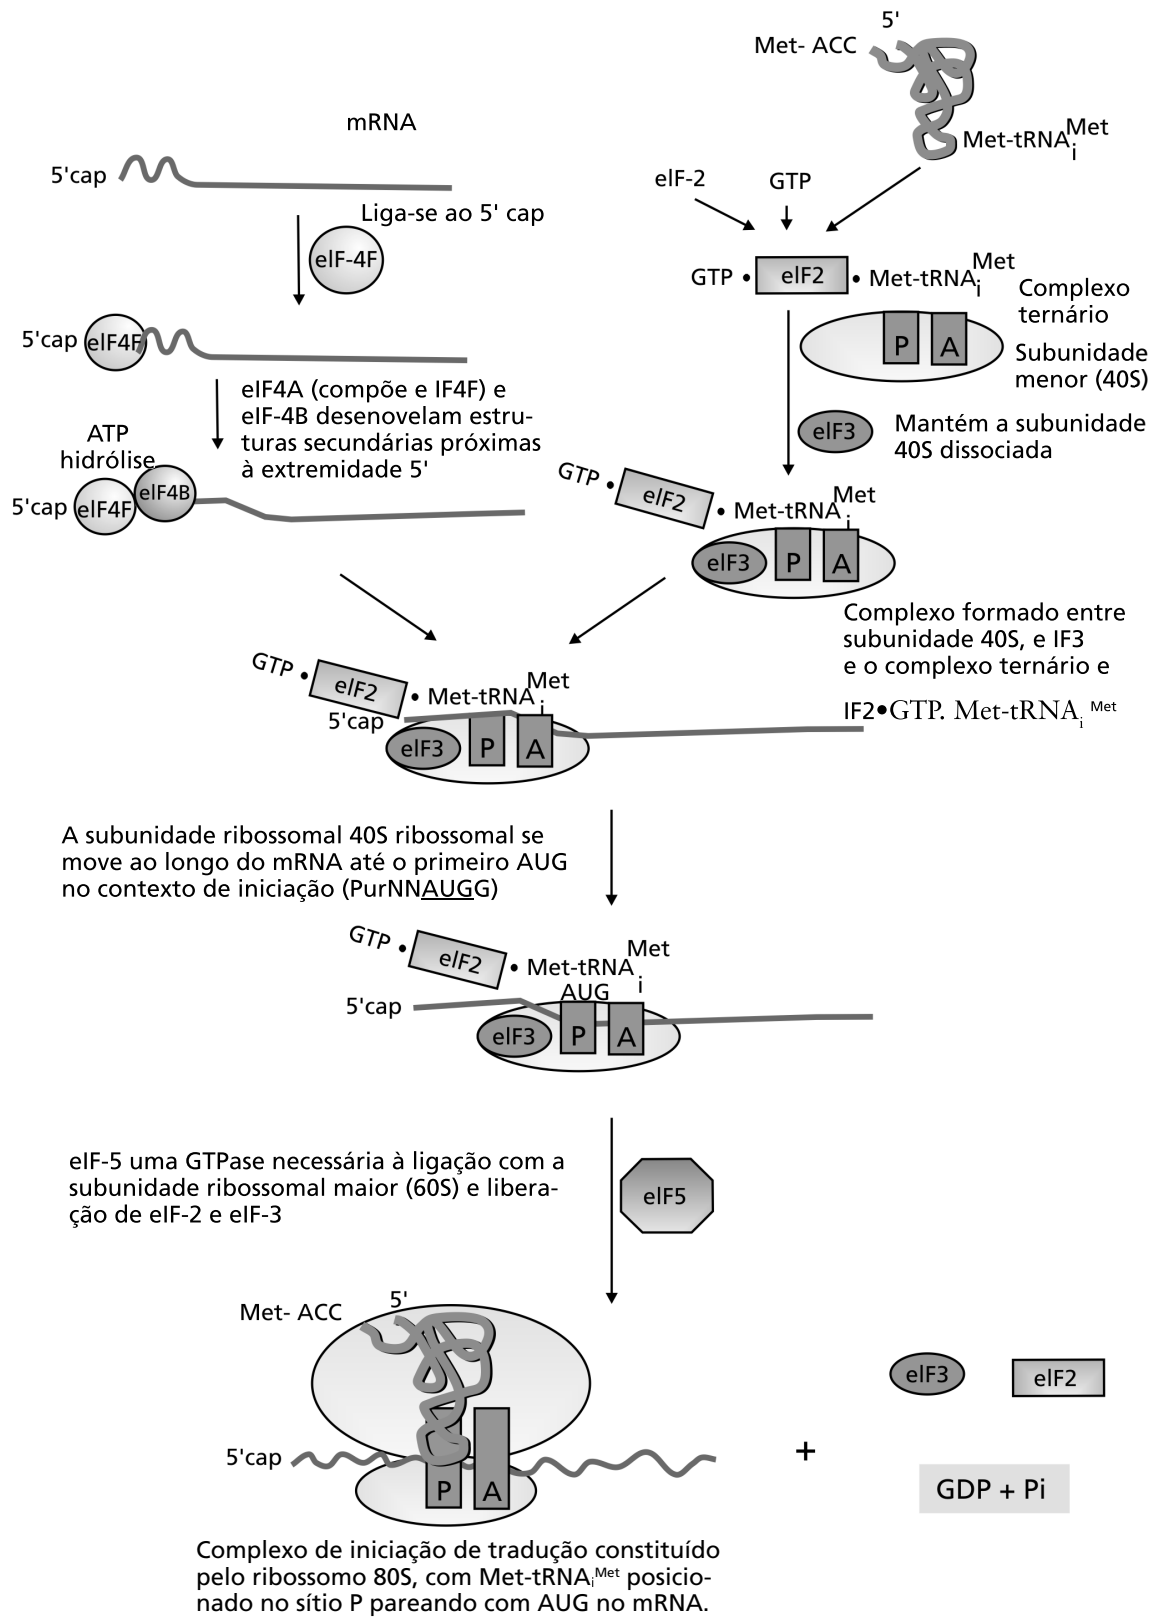 5'
Met- ACC
Met-tRNAiMet
mRNA
5'cap
Liga-se ao 5' cap
eIF-4F
eIF-2
GTP
GTP • eIF2 • Met-tRNAiMet
Complexo
ternário
P A
Subunidade
menor (40S)
5'cap eIF4F
eIF4A (compõe e IF4F) e
eIF-4B desenovelam estru-
turas secundárias próximas
à extremidade 5'
eIF3
Mantém a subunidade
40S dissociada
ATP
hidrólise
5'cap eIF4F eIF4B
GTP • eIF2 • Met-tRNAiMet
eIF3 P A
Complexo formado entre
subunidade 40S, e IF3
e o complexo ternário e
IF2•GTP. Met-tRNAi Met
GTP • eIF2 • Met-tRNAiMet
5'cap
eIF3 P A
A subunidade ribossomal 40S ribossomal se
move ao longo do mRNA até o primeiro AUG
no contexto de iniciação (PurNNAUGG)
GTP • eIF2 • Met-tRNAiMet
AUG
5'cap
eIF3 P A
eIF-5 uma GTPase necessária à ligação com a
subunidade ribossomal maior (60S) e libera-
ção de eIF-2 e eIF-3
eIF5
5'
Met- ACC
5'cap
P A
+
eIF3
eIF2
GDP + Pi
Complexo de iniciação de tradução constituído
pelo ribossomo 80S, com Met-tRNAiMet posicio-
nado no sítio P pareando com AUG no mRNA.